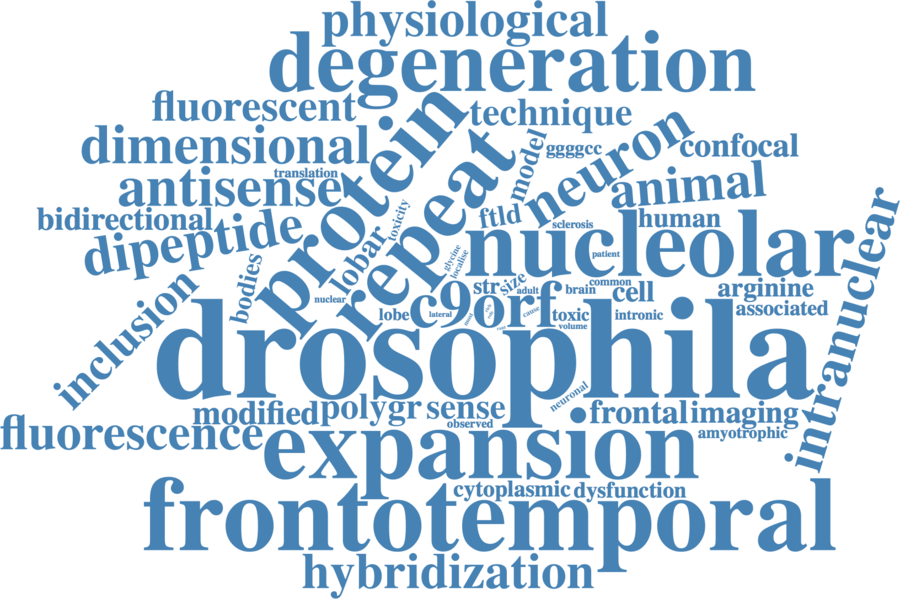 physiological
degeneration
fluorescent
technique
protein
dimensional
model
ggggcc
neuron
confocal
translation
antisense
repeat
animal
bidirectional
dipeptide
toxicity
lobar
ftld
sclerosis
human
nucleolar
intranuclear
patient
bodies
glycine
localise
inclusion
nuclear
str
size
adult
brain
common
cell
arginine
associated
lobe
c9orf
lateral
cause
toxic
volume
intronic
drosophila
neuronal
modified
polygr
sense
observed
frontal
imaging
fluorescence
expansion
amyotrophic
cytoplasmic
dysfunction
frontotemporal
hybridization